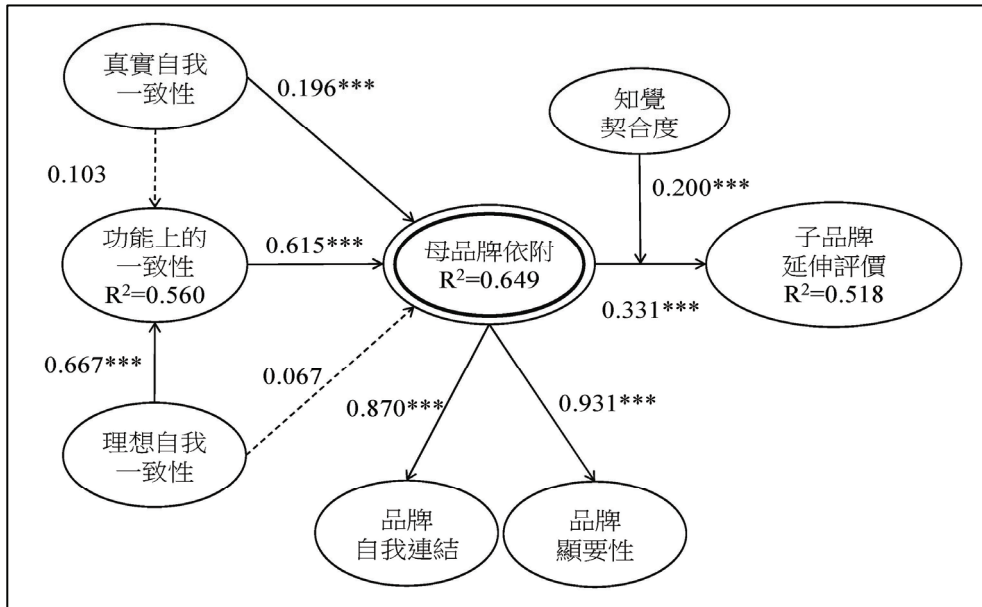 真實自我
一致性
0.196***
知覺
契合度
0.103
0.200***
功能上的
一致性
R²=0.560
0.615***
母品牌依附
R²=0.649
子品牌
延伸評價
R²=0.518
0.331***
0.667***
0.067
0.870***
0.931***
理想自我
一致性
品牌
自我連結
品牌
顯要性